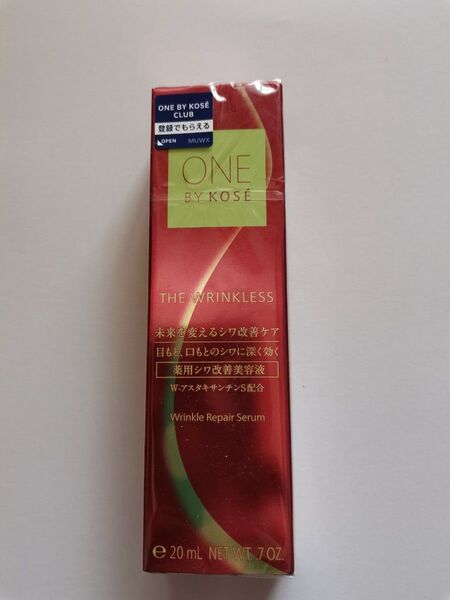 ONE BY KOSÉ
CLUB
登録でもらえる
OPEN MUWX
ONE
BY KOSÉ
THE WRINKLESS
未来を変えるシワ改善ケア
目もと、口もとのシワに深く効く
薬用シワ改善美容液
W-アスタキサンチンS配合
Wrinkle Repair Serum
e 20 mL NET WT. .7 OZ.